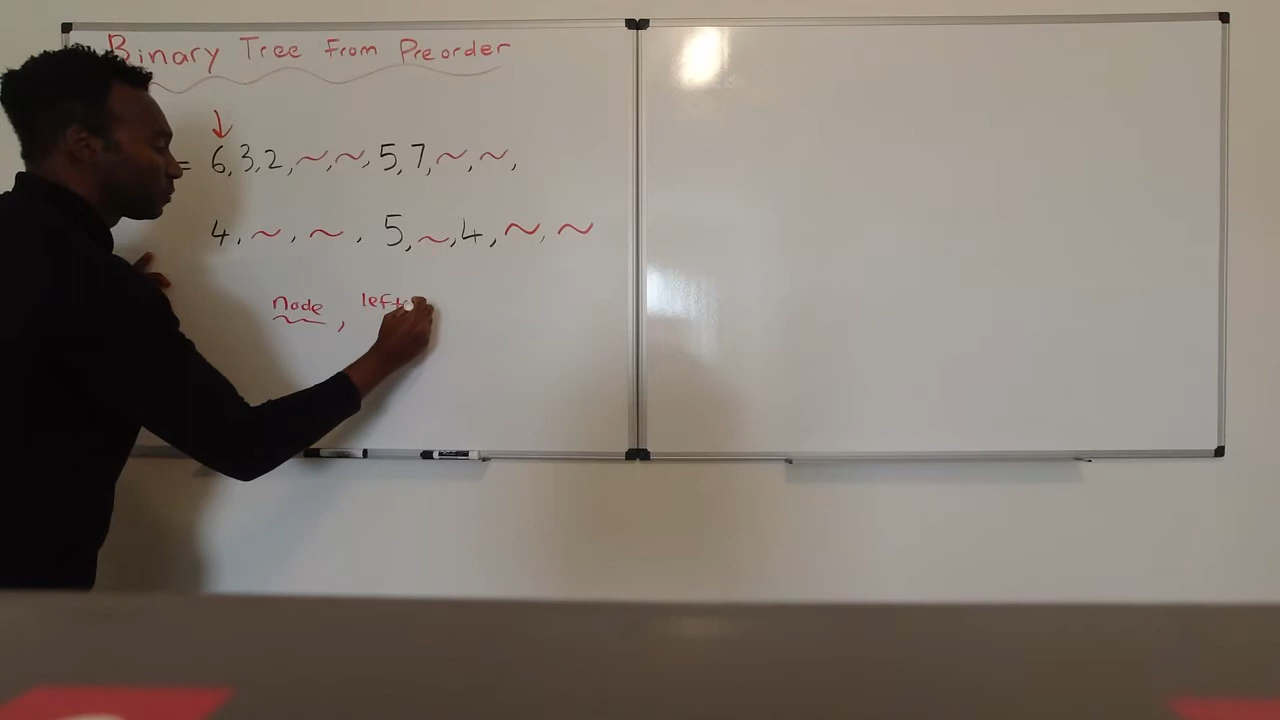 Binary Tree From Preorder
= 6,3,2,~,~,5,7,~,~,
4,~,~, 5,~,4,~,~
node, left